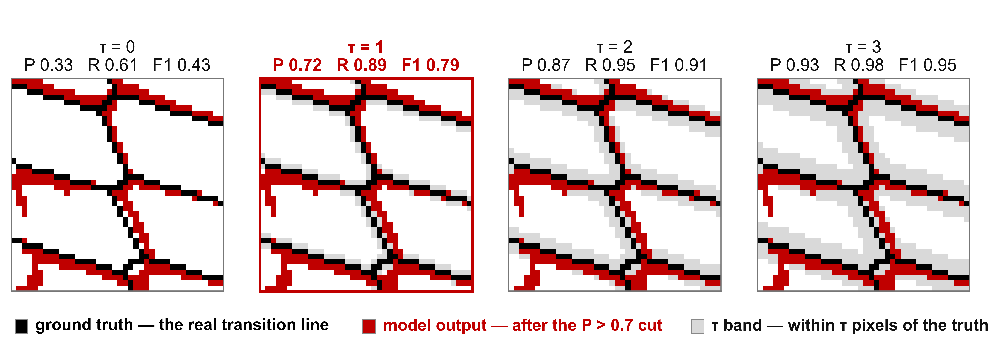 τ = 0
P 0.33 R 0.61 F1 0.43
τ = 1
P 0.72 R 0.89 F1 0.79
τ = 2
P 0.87 R 0.95 F1 0.91
τ = 3
P 0.93 R 0.98 F1 0.95
ground truth — the real transition line
model output — after the P > 0.7 cut
τ band — within τ pixels of the truth